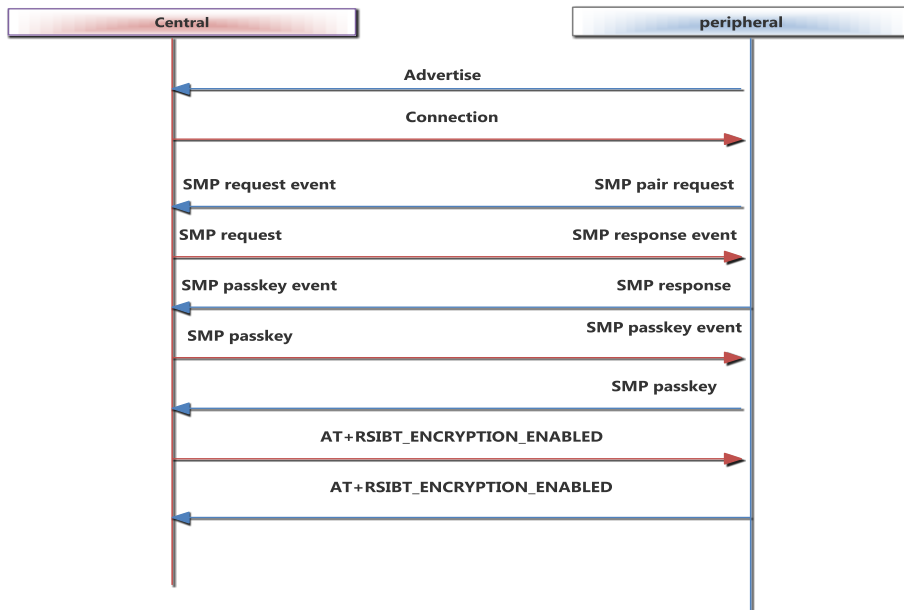 Central
peripheral
Advertise
Connection
SMP request event
SMP pair request
SMP request
SMP response event
SMP passkey event
SMP response
SMP passkey
SMP passkey event
SMP passkey
AT+RSIBT_ENCRYPTION_ENABLED
AT+RSIBT_ENCRYPTION_ENABLED